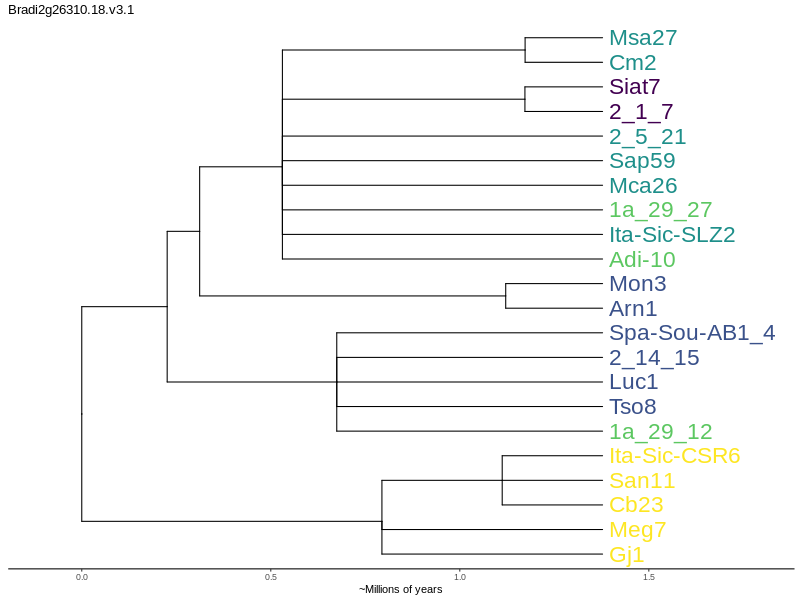 Bradi2g26310.18.v3.1
Msa27
Cm2
Siat7
2_1_7
2_5_21
Sap59
Mca26
1a_29_27
Ita-Sic-SLZ2
Adi-10
Mon3
Arn1
Spa-Sou-AB1_4
2_14_15
Luc1
Tso8
1a_29_12
Ita-Sic-CSR6
San11
Cb23
Meg7
Gj1
0.0 0.5 1.0 1.5
~Millions of years